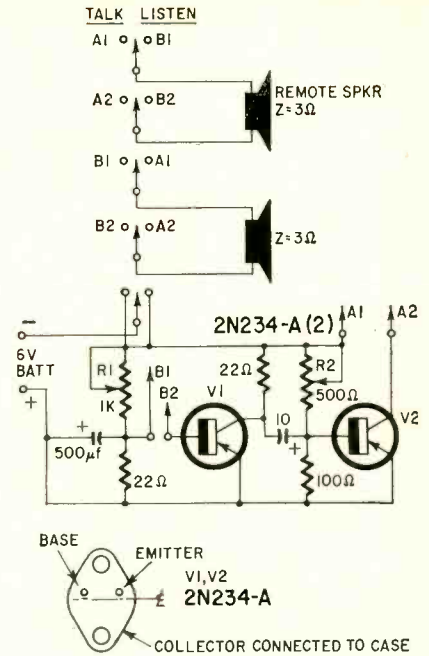 TALK LISTEN
A1 B1
A2 B2
REMOTE SPKR
Z=3Ω
B1 A1
B2 A2
Z=3Ω
−
6V
BATT
+
2N234-A (2)
A1
A2
R1
1K
B1
B2
V1
22Ω
R2
500Ω
V2
10
+
+
500µf
22Ω
100Ω
BASE
EMITTER
V1,V2
2N234-A
COLLECTOR CONNECTED TO CASE